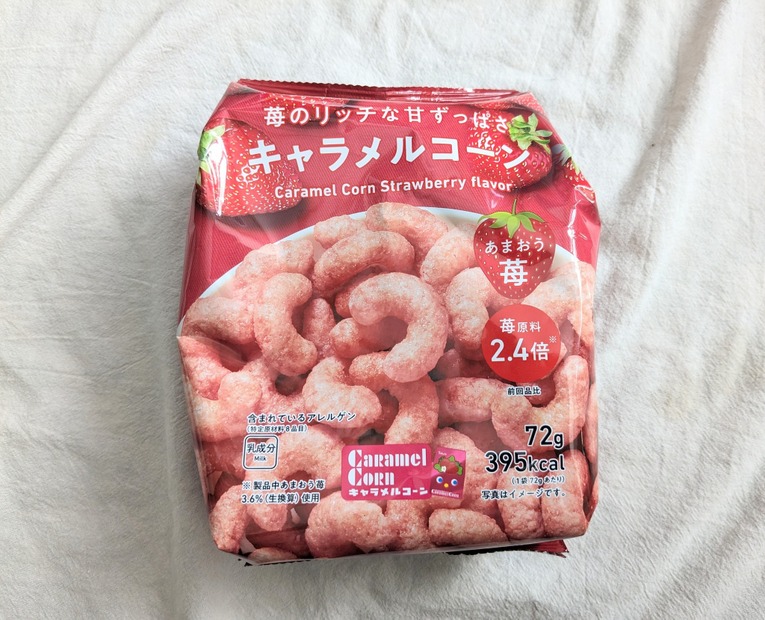 苺のリッチな甘ずっぱさ
キャラメルコーン
Caramel Corn Strawberry flavor
あまおう
苺
苺原料
2.4倍※
前回品比
含まれているアレルゲン
(特定原材料8品目)
乳成分
Milk
※製品中あまおう苺
3.6%(生換算)使用
CARAMEL
CORN
キャラメルコーン
72g
395kcal
(1袋72gあたり)
写真はイメージです。